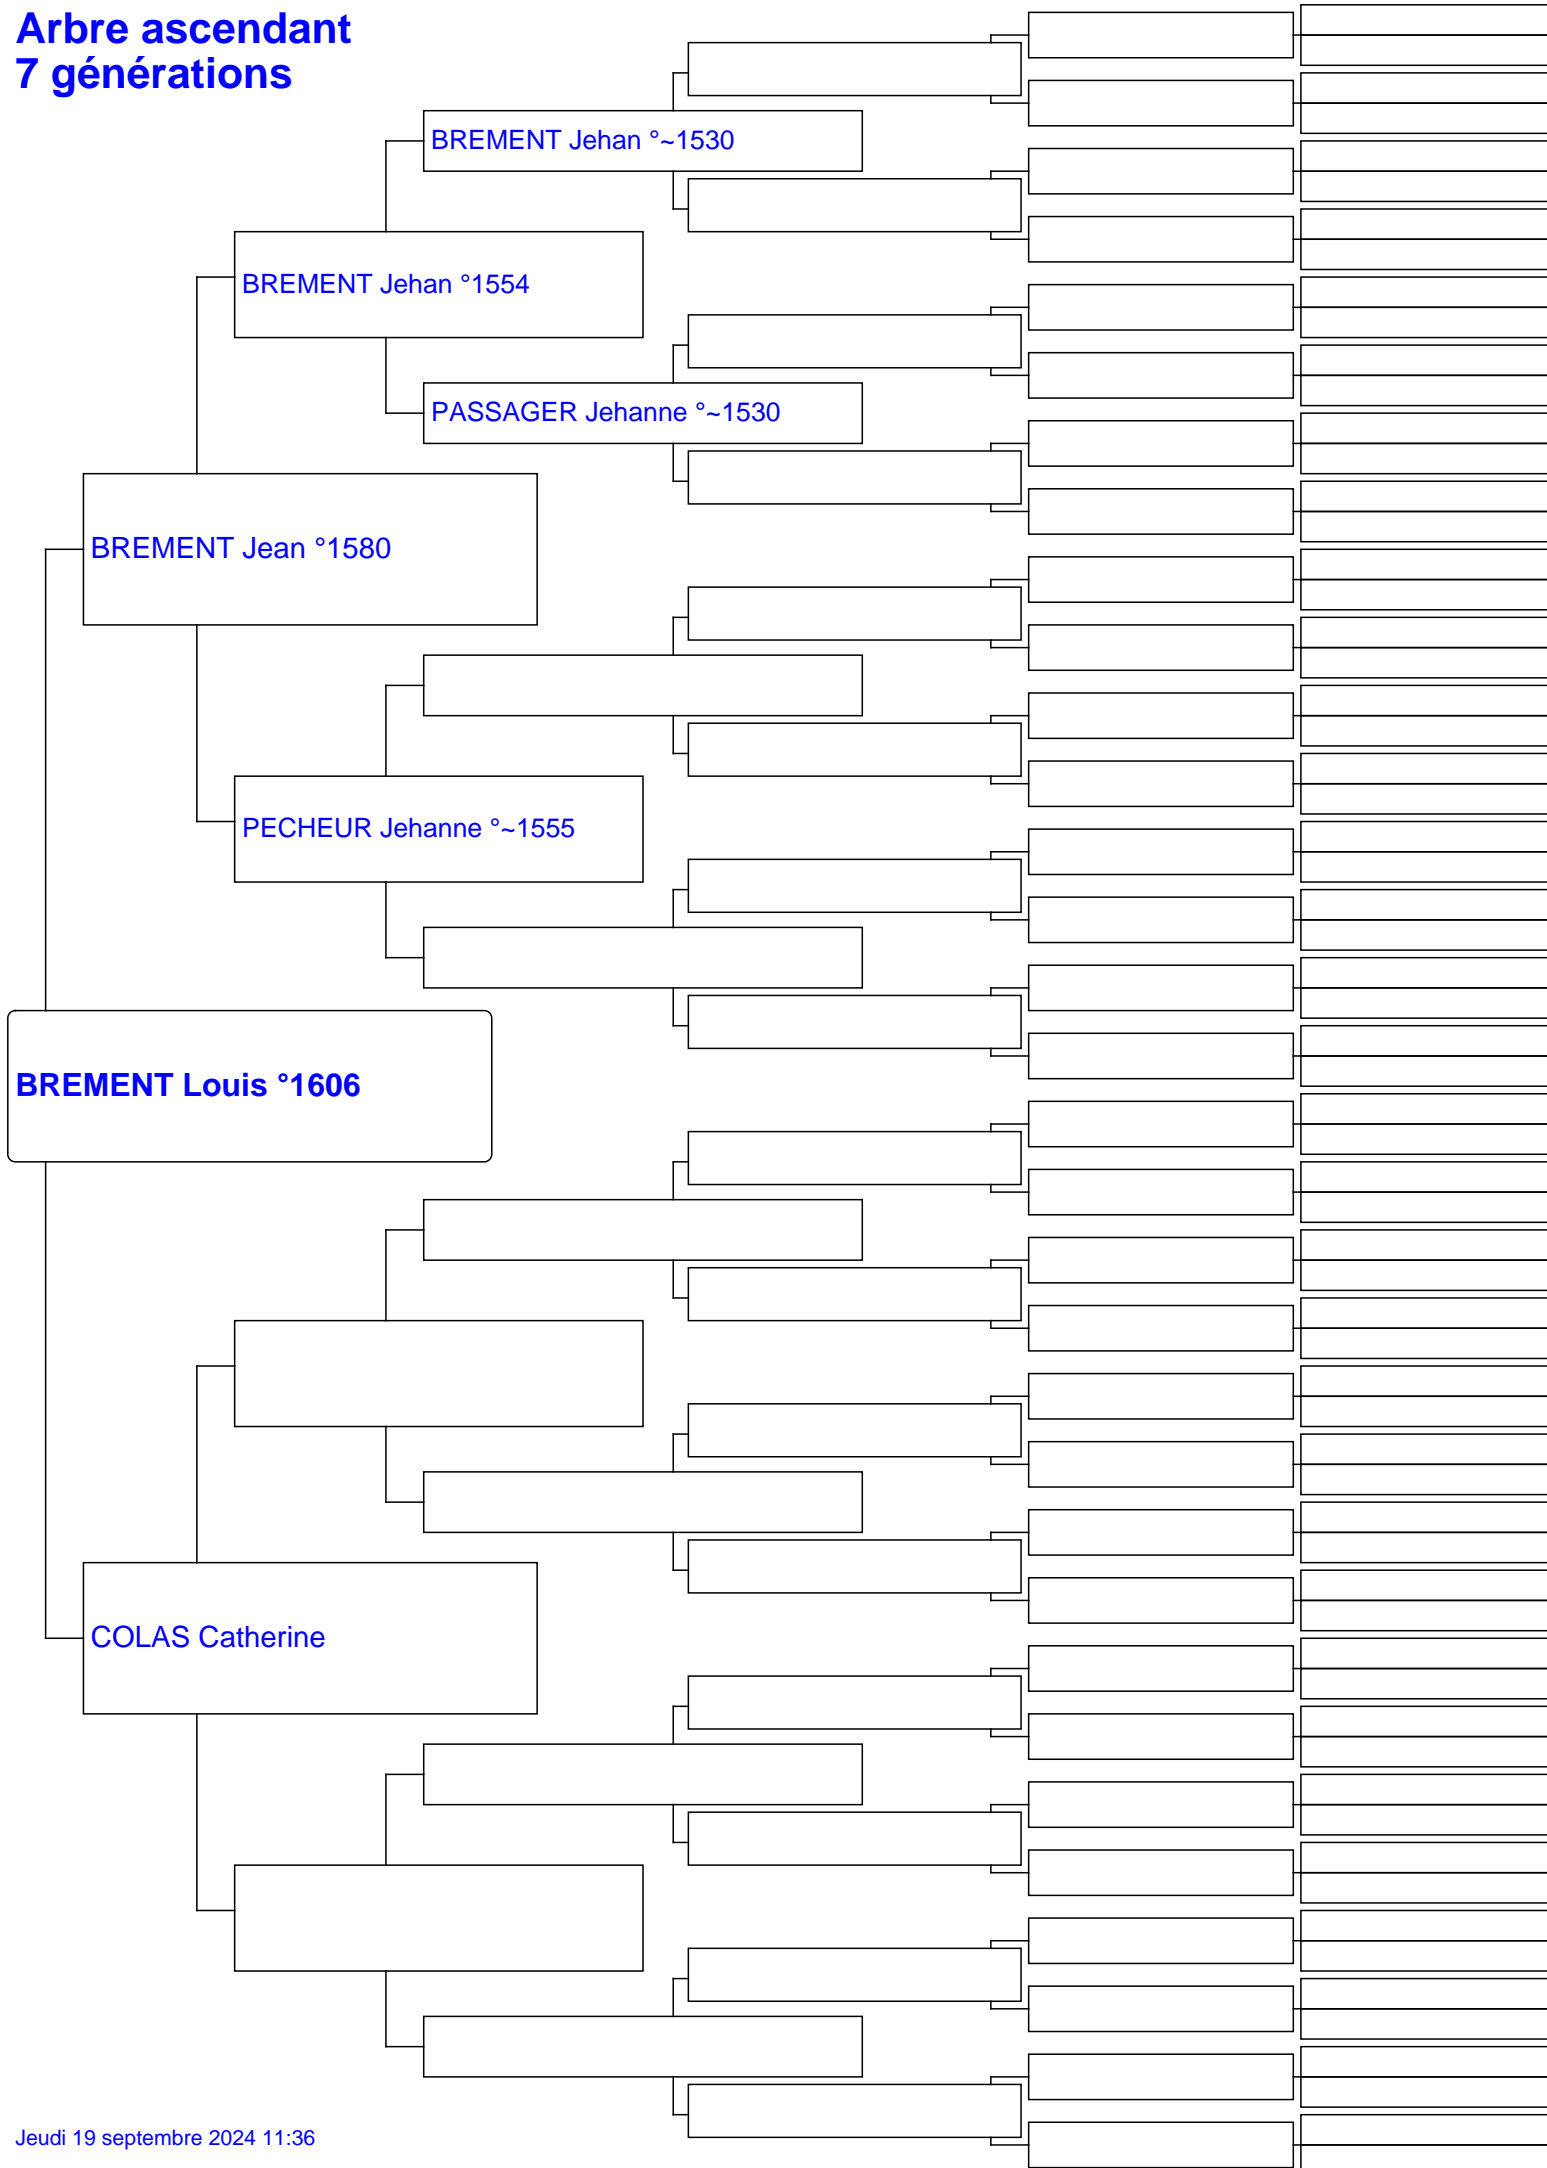 Arbre ascendant
7 générations
BREMENT Jehan °~1530
BREMENT Jehan °1554
PASSAGER Jehanne °~1530
BREMENT Jean °1580
PECHEUR Jehanne °~1555
BREMENT Louis °1606
COLAS Catherine
Jeudi 19 septembre 2024 11:36